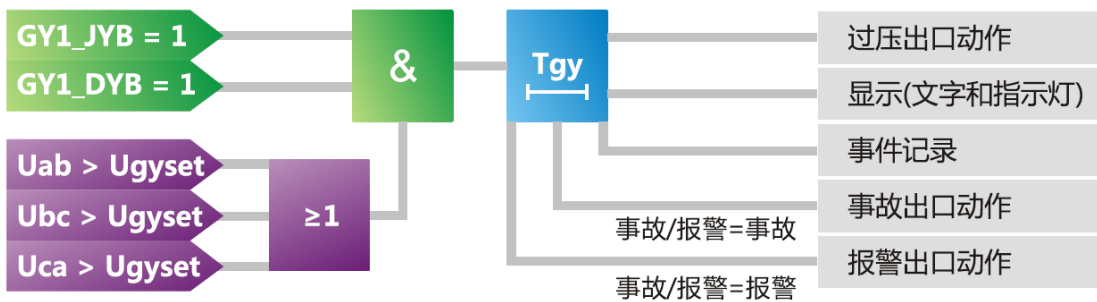 GY1_JYB = 1
GY1_DYB = 1
&
Tgy
Uab > Ugyset
Ubc > Ugyset
Uca > Ugyset
≥1
过压出口动作
显示(文字和指示灯)
事件记录
事故出口动作
事故/报警=事故
报警出口动作
事故/报警=报警